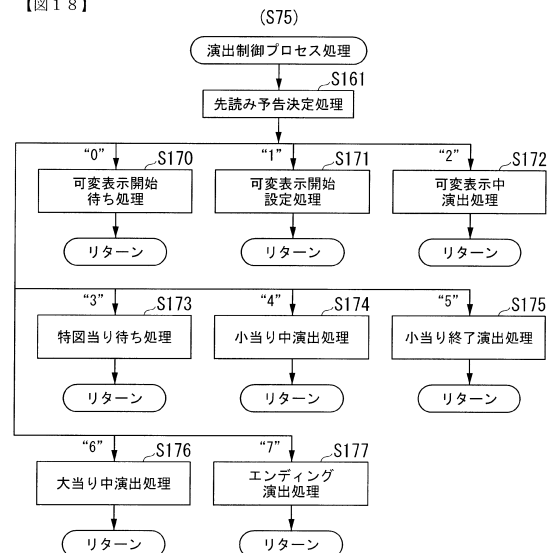 【図18】
(S75)
演出制御プロセス処理
S161
先読み予告決定処理
“0”
S170
可変表示開始
待ち処理
リターン
“1”
S171
可変表示開始
設定処理
リターン
“2”
S172
可変表示中
演出処理
リターン
“3”
S173
特図当り待ち処理
リターン
“4”
S174
小当り中演出処理
リターン
“5”
S175
小当り終了演出処理
リターン
“6”
S176
大当り中演出処理
リターン
“7”
S177
エンディング
演出処理
リターン